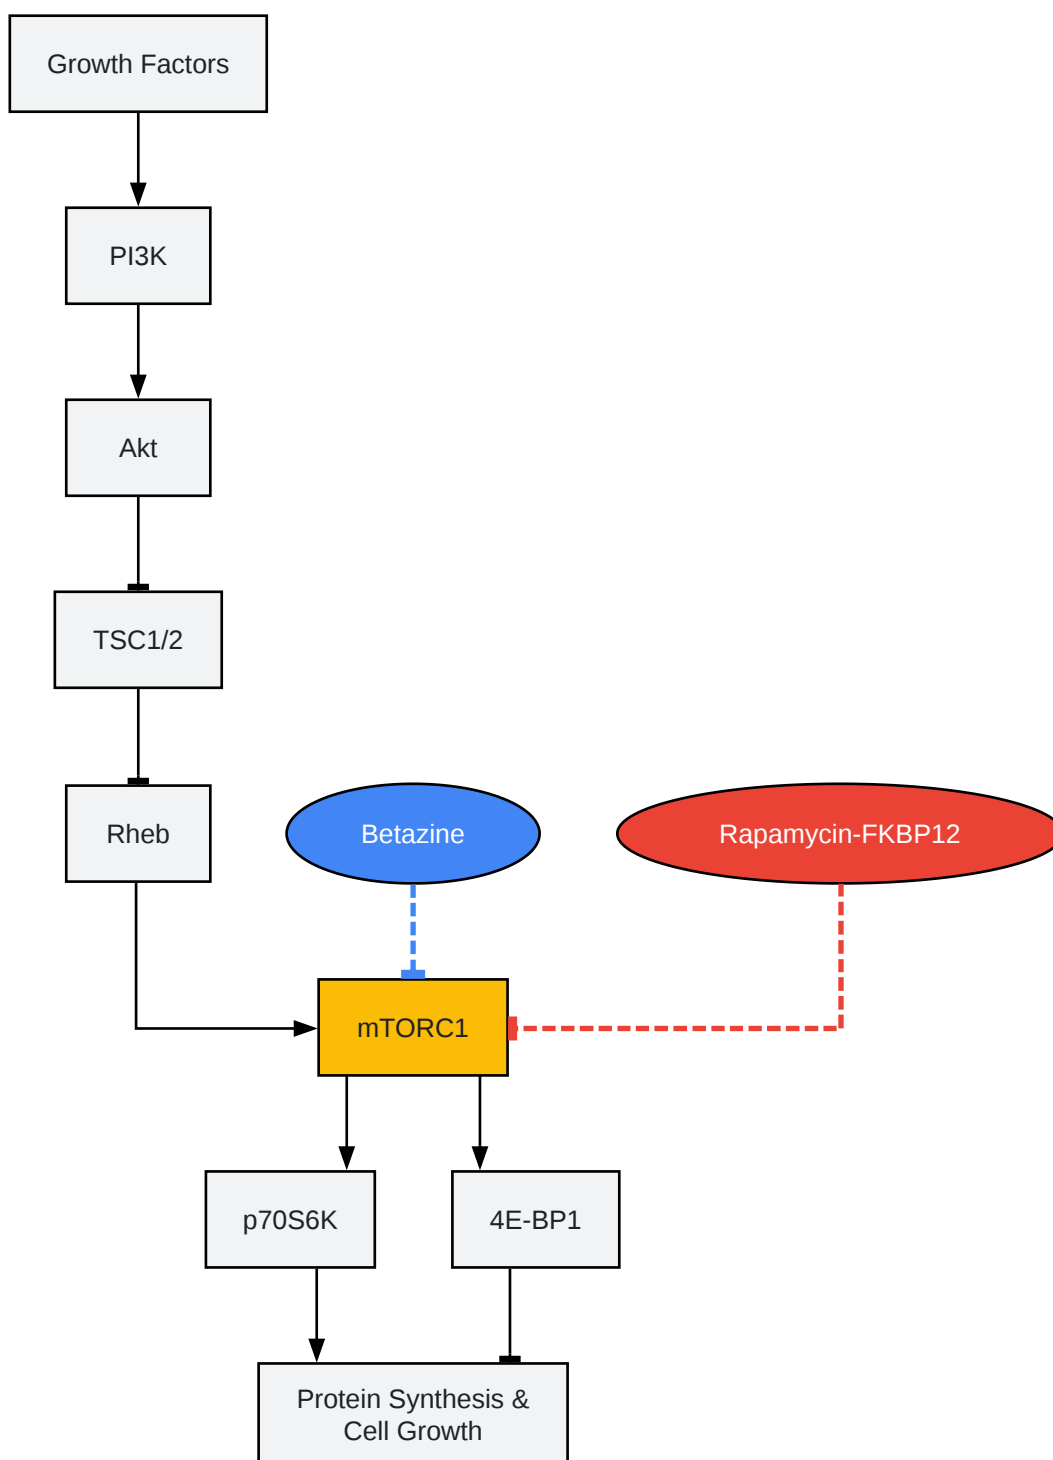 Growth Factors
PI3K
Akt
TSC1/2
Rheb
Betazine
Rapamycin-FKBP12
mTORC1
p70S6K
4E-BP1
Protein Synthesis &
Cell Growth